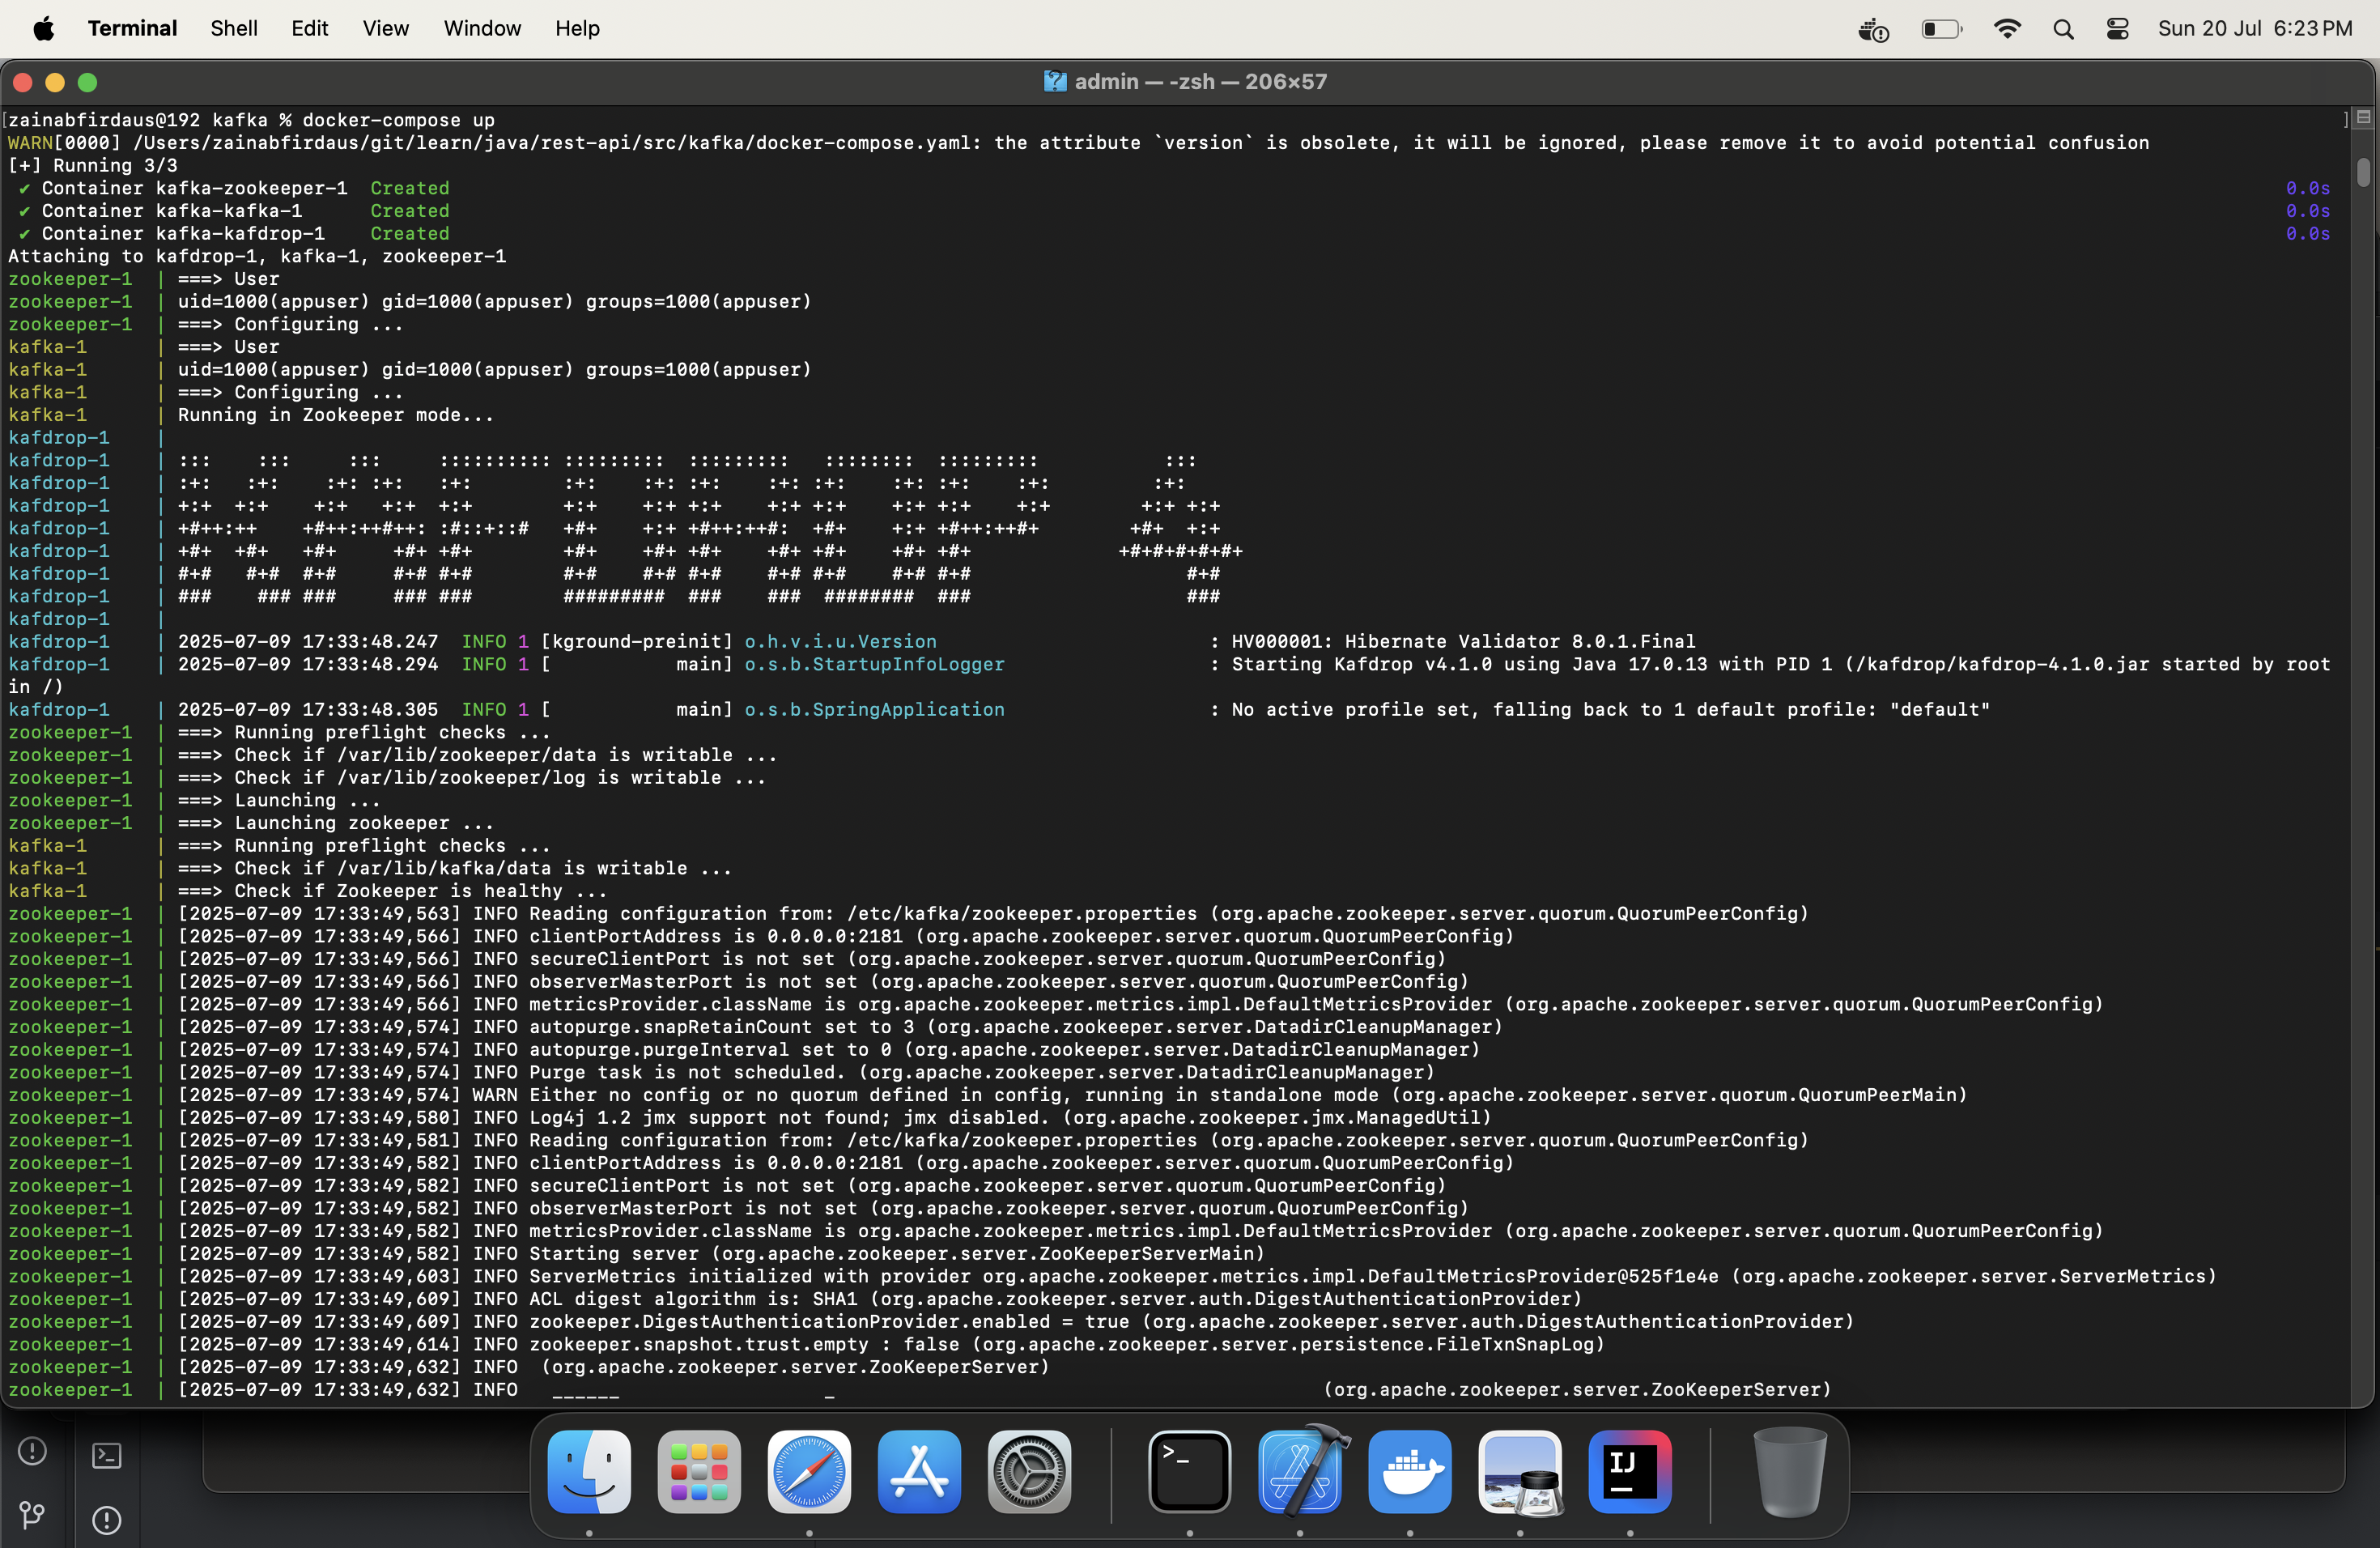 Terminal Shell Edit View Window Help Sun 20 Jul 6:23 PM
admin — -zsh — 206×57
[zainabfirdaus@192 kafka % docker-compose up ]
WARN[0000] /Users/zainabfirdaus/git/learn/java/rest-api/src/kafka/docker-compose.yaml: the attribute `version` is obsolete, it will be ignored, please remove it to avoid potential confusion
[+] Running 3/3
✔ Container kafka-zookeeper-1 Created 0.0s
✔ Container kafka-kafka-1 Created 0.0s
✔ Container kafka-kafdrop-1 Created 0.0s
Attaching to kafdrop-1, kafka-1, zookeeper-1
zookeeper-1 | ===> User
zookeeper-1 | uid=1000(appuser) gid=1000(appuser) groups=1000(appuser)
zookeeper-1 | ===> Configuring ...
kafka-1 | ===> User
kafka-1 | uid=1000(appuser) gid=1000(appuser) groups=1000(appuser)
kafka-1 | ===> Configuring ...
kafka-1 | Running in Zookeeper mode...
kafdrop-1 |
kafdrop-1 | :::    :::     :::     :::::::::: :::::::::  :::::::::   ::::::::  :::::::::           :::
kafdrop-1 | :+:   :+:    :+: :+:   :+:        :+:    :+: :+:    :+: :+:    :+: :+:    :+:         :+:
kafdrop-1 | +:+  +:+    +:+   +:+  +:+        +:+    +:+ +:+    +:+ +:+    +:+ +:+    +:+        +:+ +:+
kafdrop-1 | +#++:++    +#++:++#++: :#::+::#   +#+    +:+ +#++:++#:  +#+    +:+ +#++:++#+        +#+  +:+
kafdrop-1 | +#+  +#+   +#+     +#+ +#+        +#+    +#+ +#+    +#+ +#+    +#+ +#+             +#+#+#+#+#+
kafdrop-1 | #+#   #+#  #+#     #+# #+#        #+#    #+# #+#    #+# #+#    #+# #+#                   #+#
kafdrop-1 | ###    ### ###     ### ###        #########  ###    ###  ########  ###                   ###
kafdrop-1 |
kafdrop-1 | 2025-07-09 17:33:48.247 INFO 1 [kground-preinit] o.h.v.i.u.Version : HV000001: Hibernate Validator 8.0.1.Final
kafdrop-1 | 2025-07-09 17:33:48.294 INFO 1 [ main] o.s.b.StartupInfoLogger : Starting Kafdrop v4.1.0 using Java 17.0.13 with PID 1 (/kafdrop/kafdrop-4.1.0.jar started by root
in /)
kafdrop-1 | 2025-07-09 17:33:48.305 INFO 1 [ main] o.s.b.SpringApplication : No active profile set, falling back to 1 default profile: "default"
zookeeper-1 | ===> Running preflight checks ...
zookeeper-1 | ===> Check if /var/lib/zookeeper/data is writable ...
zookeeper-1 | ===> Check if /var/lib/zookeeper/log is writable ...
zookeeper-1 | ===> Launching ...
zookeeper-1 | ===> Launching zookeeper ...
kafka-1 | ===> Running preflight checks ...
kafka-1 | ===> Check if /var/lib/kafka/data is writable ...
kafka-1 | ===> Check if Zookeeper is healthy ...
zookeeper-1 | [2025-07-09 17:33:49,563] INFO Reading configuration from: /etc/kafka/zookeeper.properties (org.apache.zookeeper.server.quorum.QuorumPeerConfig)
zookeeper-1 | [2025-07-09 17:33:49,566] INFO clientPortAddress is 0.0.0.0:2181 (org.apache.zookeeper.server.quorum.QuorumPeerConfig)
zookeeper-1 | [2025-07-09 17:33:49,566] INFO secureClientPort is not set (org.apache.zookeeper.server.quorum.QuorumPeerConfig)
zookeeper-1 | [2025-07-09 17:33:49,566] INFO observerMasterPort is not set (org.apache.zookeeper.server.quorum.QuorumPeerConfig)
zookeeper-1 | [2025-07-09 17:33:49,566] INFO metricsProvider.className is org.apache.zookeeper.metrics.impl.DefaultMetricsProvider (org.apache.zookeeper.server.quorum.QuorumPeerConfig)
zookeeper-1 | [2025-07-09 17:33:49,574] INFO autopurge.snapRetainCount set to 3 (org.apache.zookeeper.server.DatadirCleanupManager)
zookeeper-1 | [2025-07-09 17:33:49,574] INFO autopurge.purgeInterval set to 0 (org.apache.zookeeper.server.DatadirCleanupManager)
zookeeper-1 | [2025-07-09 17:33:49,574] INFO Purge task is not scheduled. (org.apache.zookeeper.server.DatadirCleanupManager)
zookeeper-1 | [2025-07-09 17:33:49,574] WARN Either no config or no quorum defined in config, running in standalone mode (org.apache.zookeeper.server.quorum.QuorumPeerMain)
zookeeper-1 | [2025-07-09 17:33:49,580] INFO Log4j 1.2 jmx support not found; jmx disabled. (org.apache.zookeeper.jmx.ManagedUtil)
zookeeper-1 | [2025-07-09 17:33:49,581] INFO Reading configuration from: /etc/kafka/zookeeper.properties (org.apache.zookeeper.server.quorum.QuorumPeerConfig)
zookeeper-1 | [2025-07-09 17:33:49,582] INFO clientPortAddress is 0.0.0.0:2181 (org.apache.zookeeper.server.quorum.QuorumPeerConfig)
zookeeper-1 | [2025-07-09 17:33:49,582] INFO secureClientPort is not set (org.apache.zookeeper.server.quorum.QuorumPeerConfig)
zookeeper-1 | [2025-07-09 17:33:49,582] INFO observerMasterPort is not set (org.apache.zookeeper.server.quorum.QuorumPeerConfig)
zookeeper-1 | [2025-07-09 17:33:49,582] INFO metricsProvider.className is org.apache.zookeeper.metrics.impl.DefaultMetricsProvider (org.apache.zookeeper.server.quorum.QuorumPeerConfig)
zookeeper-1 | [2025-07-09 17:33:49,582] INFO Starting server (org.apache.zookeeper.server.ZooKeeperServerMain)
zookeeper-1 | [2025-07-09 17:33:49,603] INFO ServerMetrics initialized with provider org.apache.zookeeper.metrics.impl.DefaultMetricsProvider@525f1e4e (org.apache.zookeeper.server.ServerMetrics)
zookeeper-1 | [2025-07-09 17:33:49,609] INFO ACL digest algorithm is: SHA1 (org.apache.zookeeper.server.auth.DigestAuthenticationProvider)
zookeeper-1 | [2025-07-09 17:33:49,609] INFO zookeeper.DigestAuthenticationProvider.enabled = true (org.apache.zookeeper.server.auth.DigestAuthenticationProvider)
zookeeper-1 | [2025-07-09 17:33:49,614] INFO zookeeper.snapshot.trust.empty : false (org.apache.zookeeper.server.persistence.FileTxnSnapLog)
zookeeper-1 | [2025-07-09 17:33:49,632] INFO  (org.apache.zookeeper.server.ZooKeeperServer)
zookeeper-1 | [2025-07-09 17:33:49,632] INFO   ______                  _                                           (org.apache.zookeeper.server.ZooKeeperServer)
>_
IJ